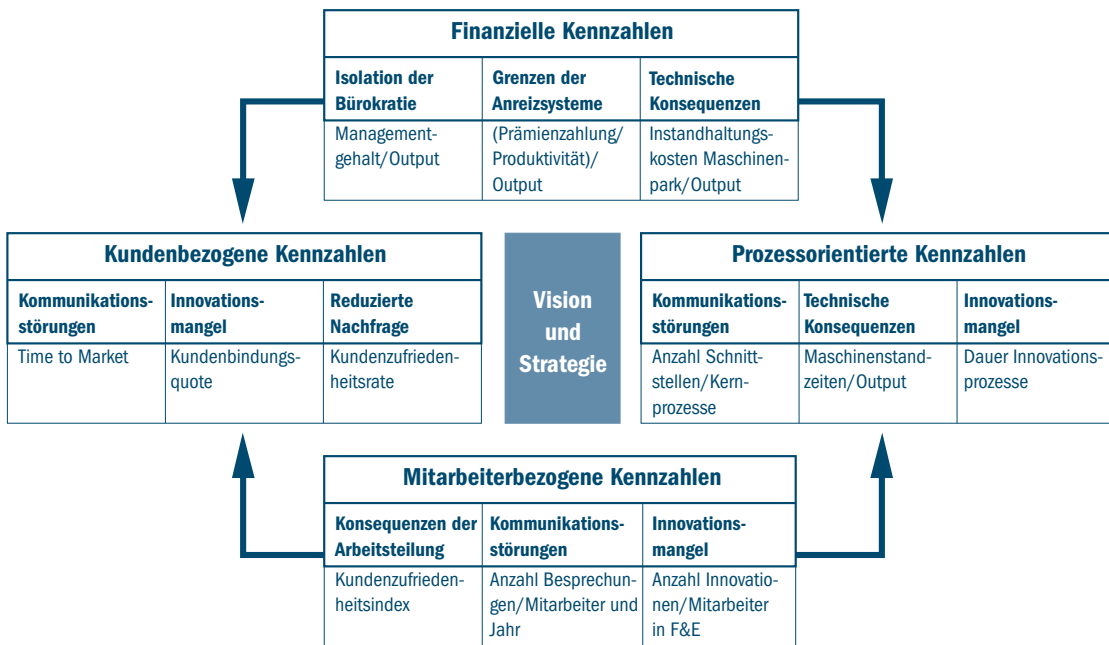 Finanzielle Kennzahlen
Isolation der
Bürokratie
Management-
gehalt/Output
Grenzen der
Anreizsysteme
(Prämienzahlung/
Produktivität)/
Output
Technische
Konsequenzen
Instandhaltungs-
kosten Maschinen-
park/Output
Kundenbezogene Kennzahlen
Kommunikations-
störungen
Time to Market
Innovations-
mangel
Kundenbindungs-
quote
Reduzierte
Nachfrage
Kundenzufrieden-
heitsrate
Vision
und
Strategie
Prozessorientierte Kennzahlen
Kommunikations-
störungen
Anzahl Schnitt-
stellen/Kern-
prozesse
Technische
Konsequenzen
Maschinenstand-
zeiten/Output
Innovations-
mangel
Dauer Innovations-
prozesse
Mitarbeiterbezogene Kennzahlen
Konsequenzen der
Arbeitsteilung
Kundenzufrieden-
heitsindex
Kommunikations-
störungen
Anzahl Besprechun-
gen/Mitarbeiter und
Jahr
Innovations-
mangel
Anzahl Innovatio-
nen/Mitarbeiter
in F&E